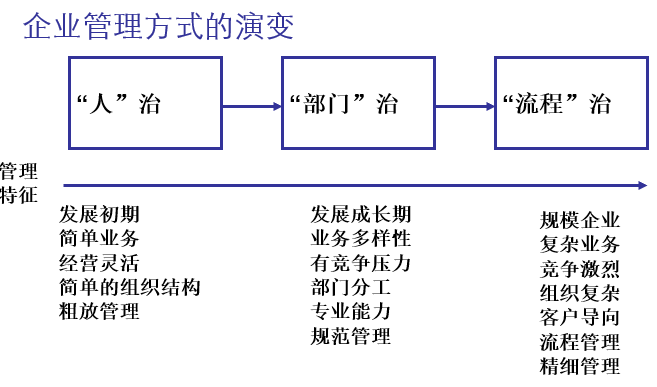 企业管理方式的演变
“人”治
“部门”治
“流程”治
管理
特征
发展初期
简单业务
经营灵活
简单的组织结构
粗放管理
发展成长期
业务多样性
有竞争压力
部门分工
专业能力
规范管理
规模企业
复杂业务
竞争激烈
组织复杂
客户导向
流程管理
精细管理